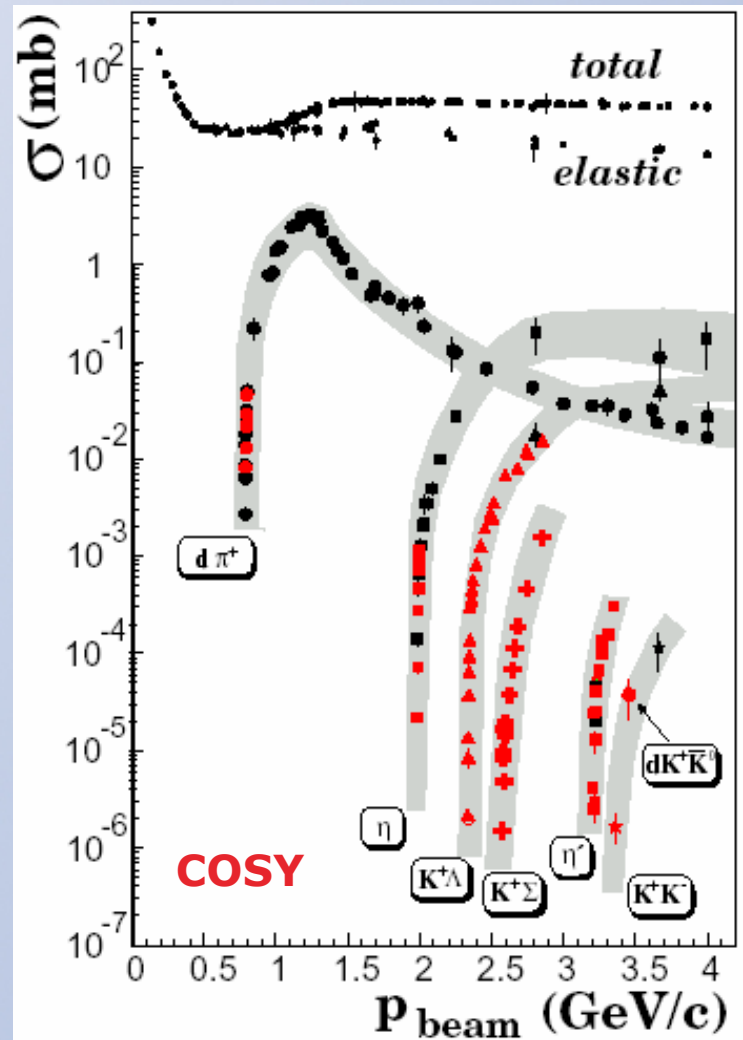 σ (mb)
10²
10
1
10⁻¹
10⁻²
10⁻³
10⁻⁴
10⁻⁵
10⁻⁶
10⁻⁷
total
elastic
d π⁺
η
K⁺Λ
K⁺Σ
η′
dK⁺K̅⁰
K⁺K⁻
COSY
0 0.5 1 1.5 2 2.5 3 3.5 4
p beam (GeV/c)